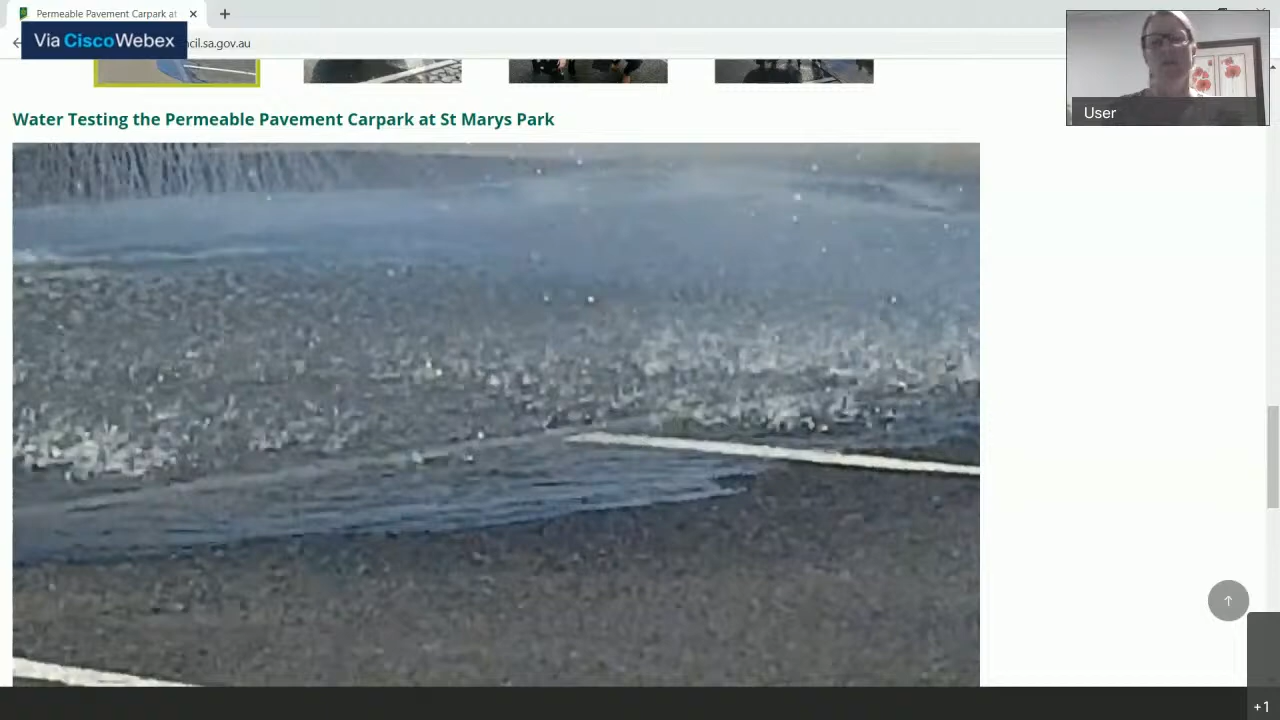 Permeable Pavement Carpark at
Via Cisco Webex
cil.sa.gov.au
User
Water Testing the Permeable Pavement Carpark at St Marys Park
+1